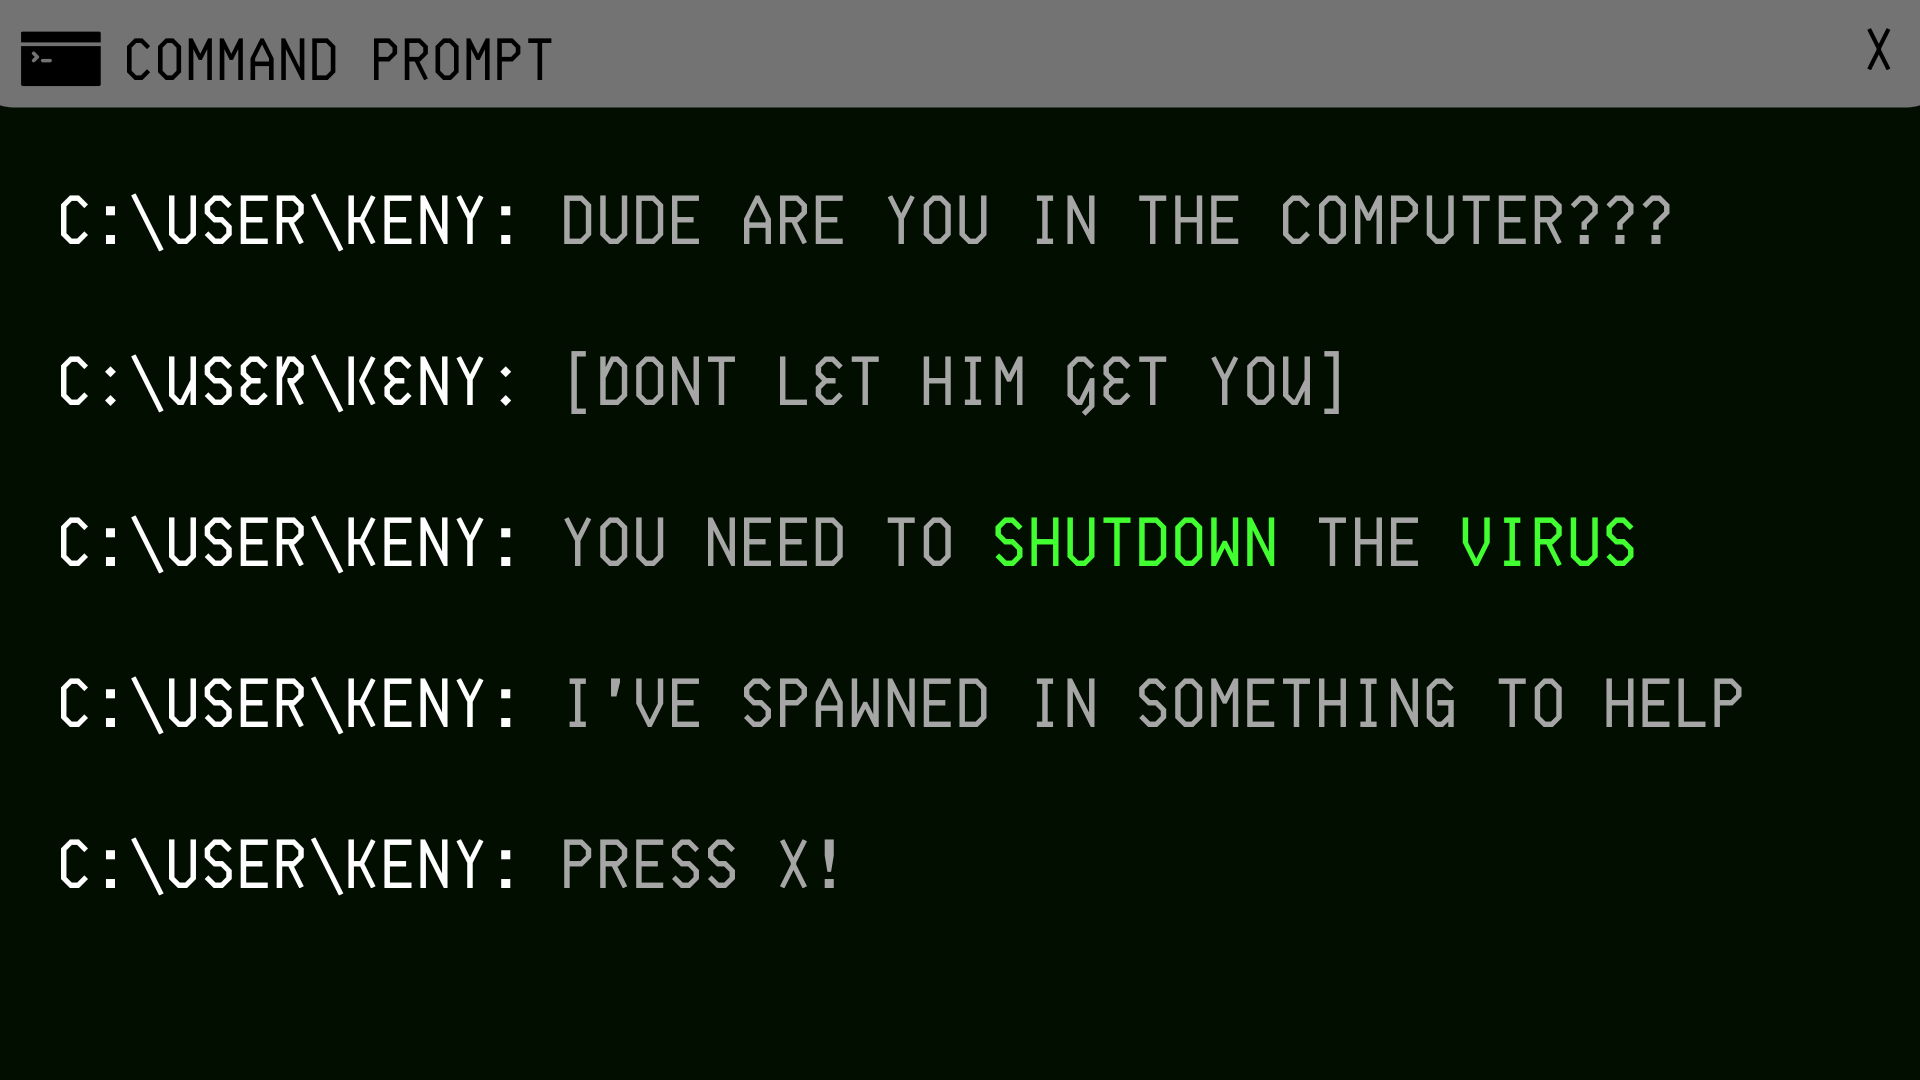 >_ COMMAND PROMPT X
C:\USER\KENY: DUDE ARE YOU IN THE COMPUTER???
C:\USER\KENY: [DONT LET HIM GET YOU]
C:\USER\KENY: YOU NEED TO SHUTDOWN THE VIRUS
C:\USER\KENY: I'VE SPAWNED IN SOMETHING TO HELP
C:\USER\KENY: PRESS X!